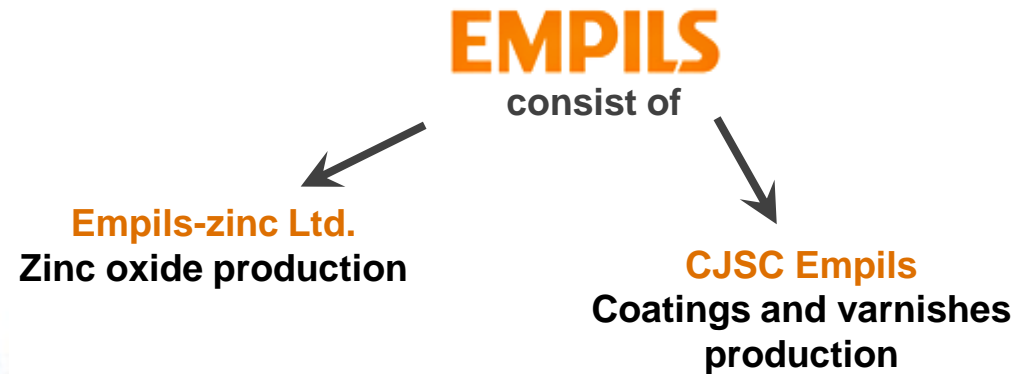 EMPILS
consist of
Empils-zinc Ltd.
Zinc oxide production
CJSC Empils
Coatings and varnishes
production